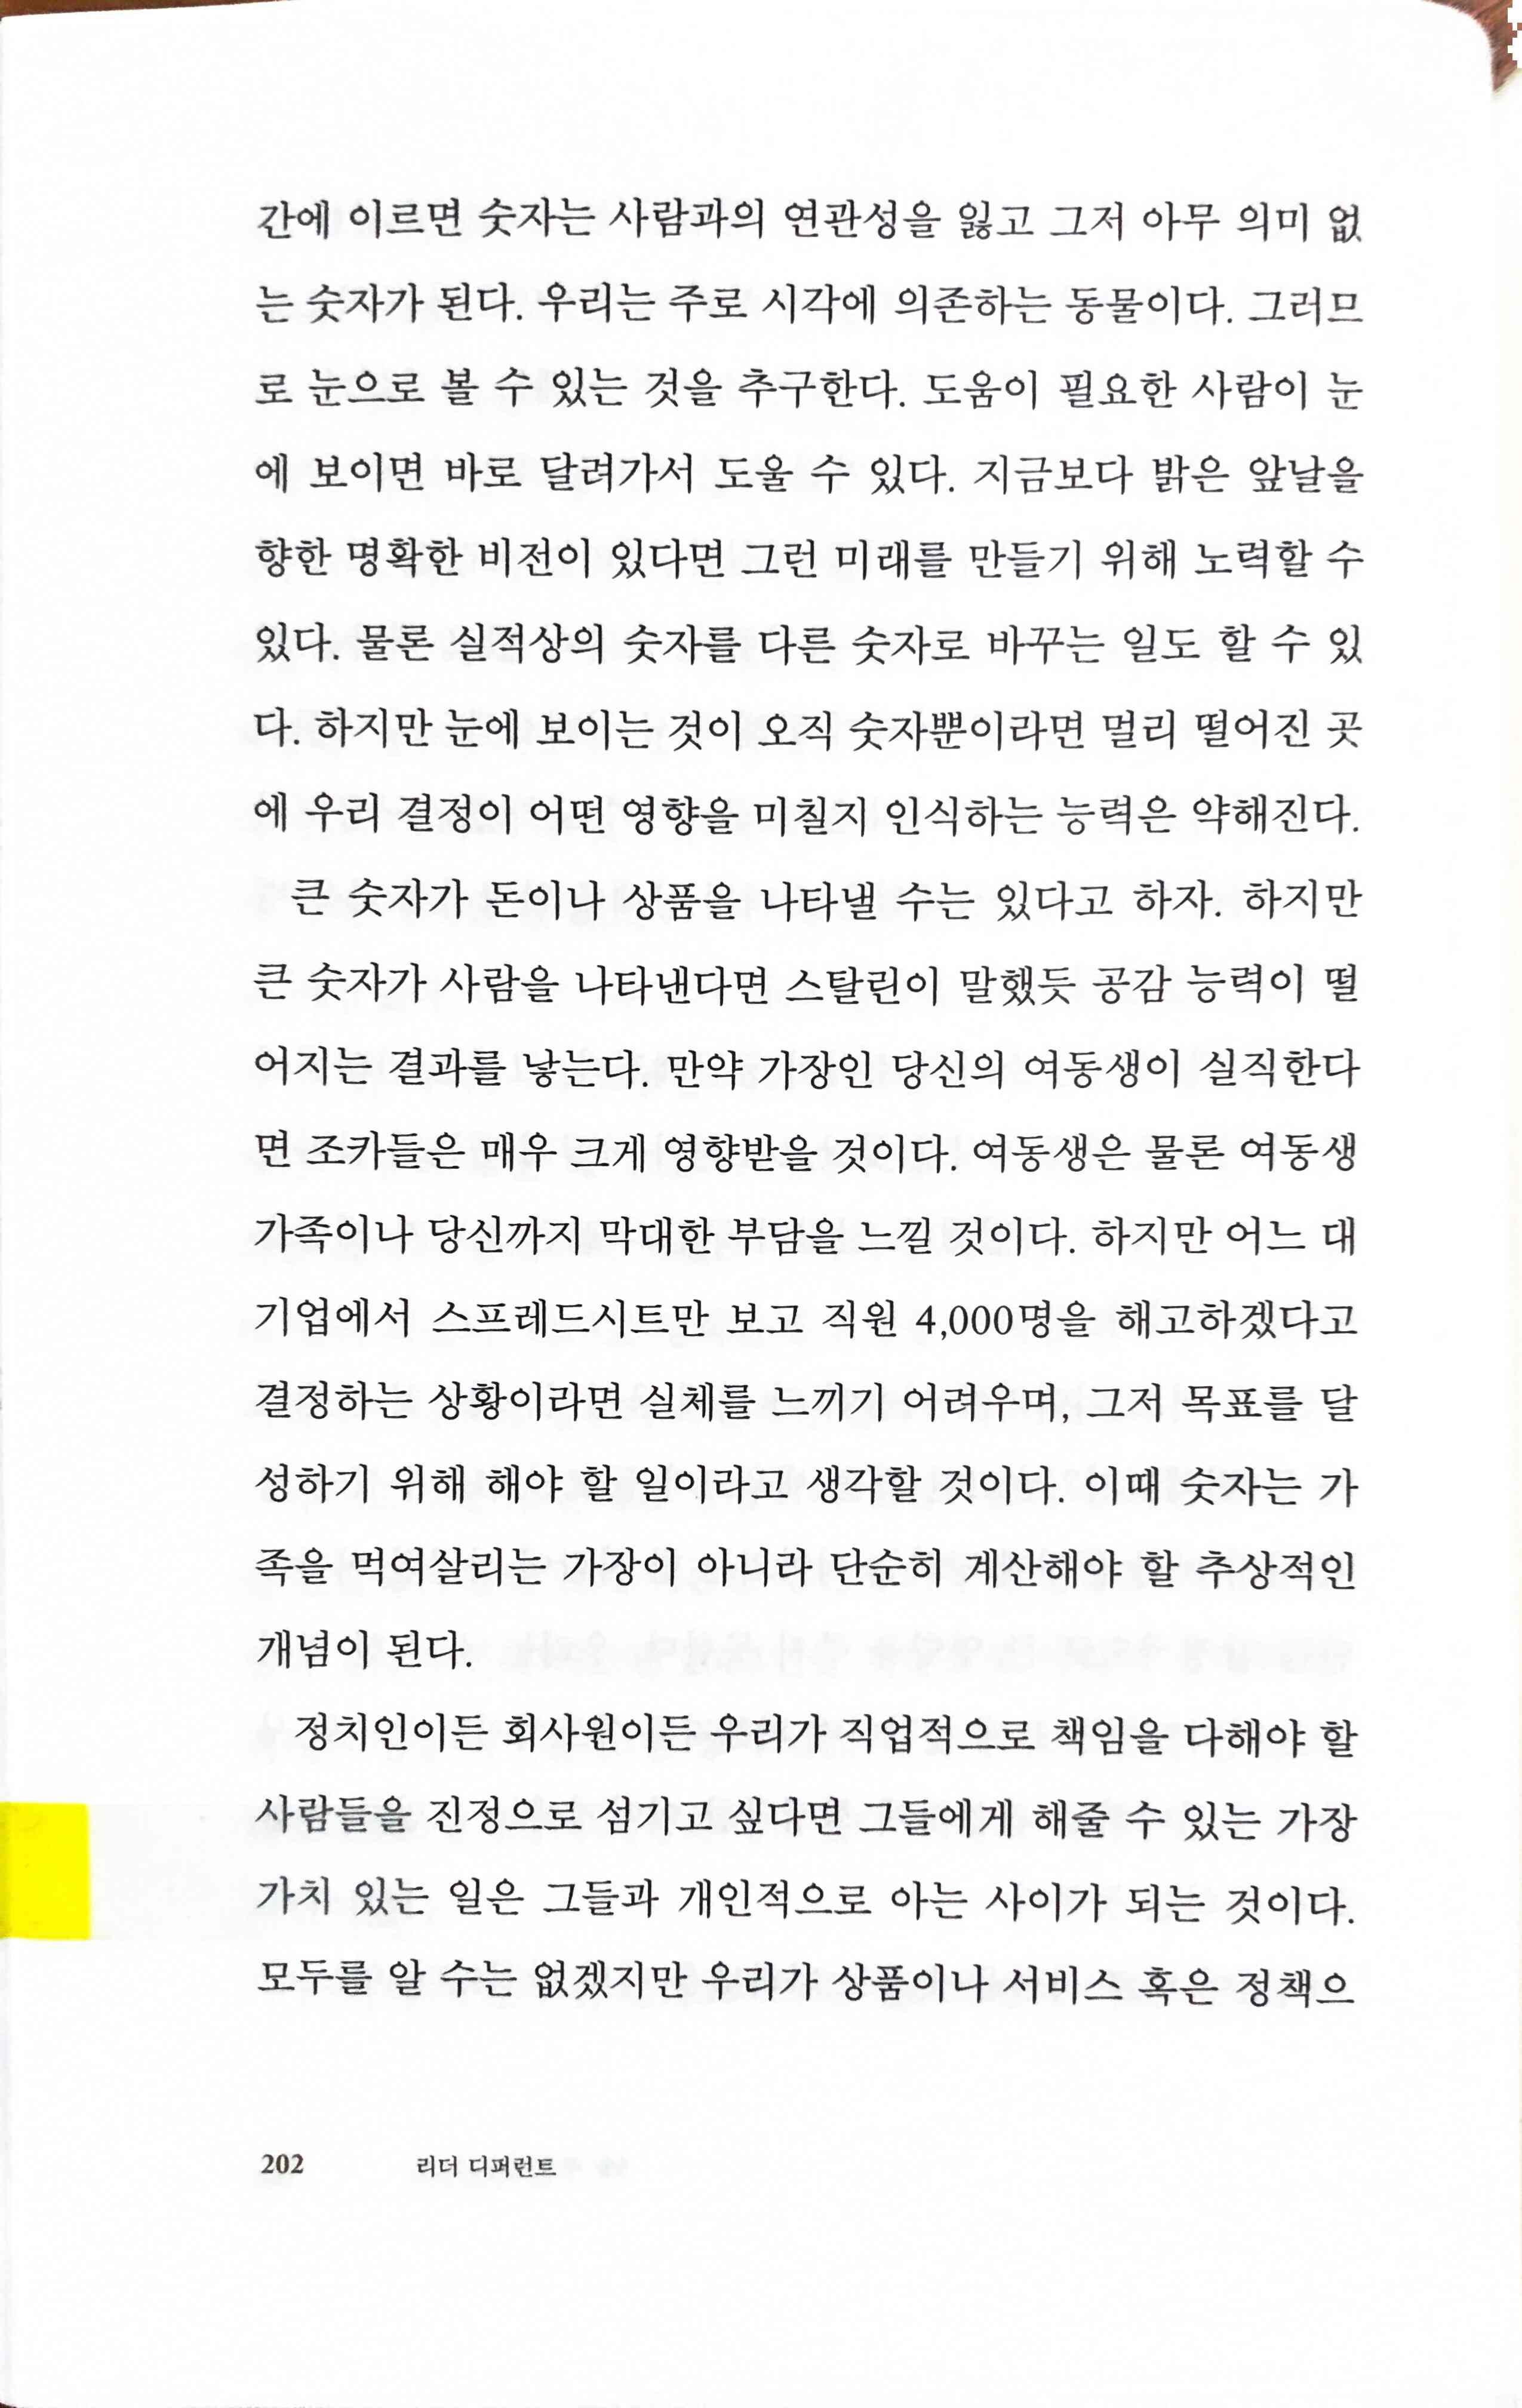 간에 이르면 숫자는 사람과의 연관성을 잃고 그저 아무 의미 없
는 숫자가 된다. 우리는 주로 시각에 의존하는 동물이다. 그러므
로 눈으로 볼 수 있는 것을 추구한다. 도움이 필요한 사람이 눈
에 보이면 바로 달려가서 도울 수 있다. 지금보다 밝은 앞날을
향한 명확한 비전이 있다면 그런 미래를 만들기 위해 노력할 수
있다. 물론 실적상의 숫자를 다른 숫자로 바꾸는 일도 할 수 있
다. 하지만 눈에 보이는 것이 오직 숫자뿐이라면 멀리 떨어진 곳
에 우리 결정이 어떤 영향을 미칠지 인식하는 능력은 약해진다.
큰 숫자가 돈이나 상품을 나타낼 수는 있다고 하자. 하지만
큰 숫자가 사람을 나타낸다면 스탈린이 말했듯 공감 능력이 떨
어지는 결과를 낳는다. 만약 가장인 당신의 여동생이 실직한다
면 조카들은 매우 크게 영향받을 것이다. 여동생은 물론 여동생
가족이나 당신까지 막대한 부담을 느낄 것이다. 하지만 어느 대
기업에서 스프레드시트만 보고 직원 4,000명을 해고하겠다고
결정하는 상황이라면 실체를 느끼기 어려우며, 그저 목표를 달
성하기 위해 해야 할 일이라고 생각할 것이다. 이때 숫자는 가
족을 먹여살리는 가장이 아니라 단순히 계산해야 할 추상적인
개념이 된다.
정치인이든 회사원이든 우리가 직업적으로 책임을 다해야 할
사람들을 진정으로 섬기고 싶다면 그들에게 해줄 수 있는 가장
가치 있는 일은 그들과 개인적으로 아는 사이가 되는 것이다.
모두를 알 수는 없겠지만 우리가 상품이나 서비스 혹은 정책으
202 리더 디퍼런트